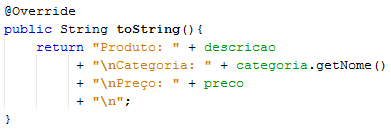 @Override
public String toString(){
    return "Produto: " + descricao
         + "\nCategoria: " + categoria.getNome()
         + "\nPreço: " + preco
         + "\n";
}